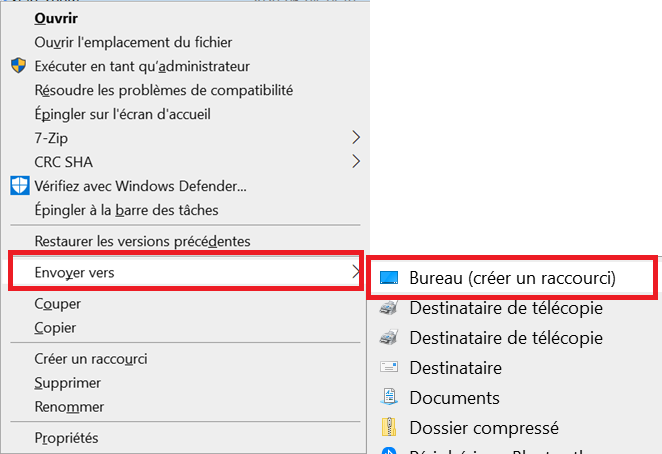 Ouvrir
Ouvrir l'emplacement du fichier
Exécuter en tant qu'administrateur
Résoudre les problèmes de compatibilité
Épingler sur l'écran d'accueil
7-Zip
CRC SHA
Vérifiez avec Windows Defender...
Épingler à la barre des tâches
Restaurer les versions précédentes
Envoyer vers
Couper
Copier
Créer un raccourci
Supprimer
Renommer
Propriétés
Bureau (créer un raccourci)
Destinataire de télécopie
Destinataire de télécopie
Destinataire
Documents
Dossier compressé